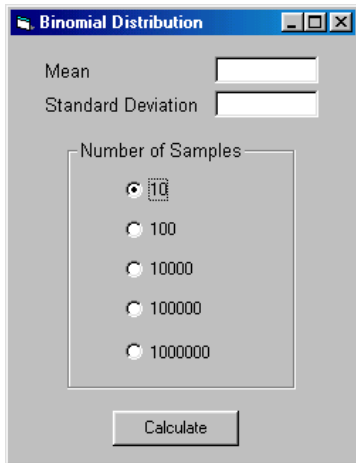 Binomial Distribution
Mean
Standard Deviation
Number of Samples
10
100
10000
100000
1000000
Calculate